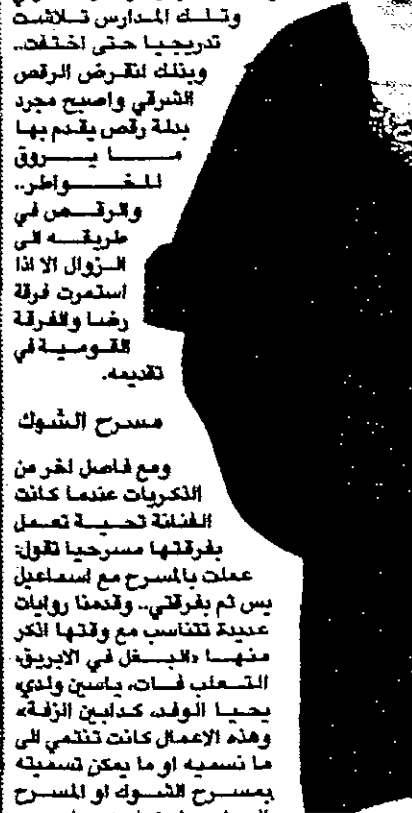 وتلك المدارس تلاشت
تدريجيا حتى اختفت..
وبذلك انقرض الرقص
الشرقي واصبح مجرد
بدلة رقص يقدم بها
ما يروق
للخواطر..
والرقص في
طريقه الى
الزوال الا اذا
استمرت فرقة
رضا والفرقة
القومية في
تقديمه.
مسرح الشوك
ومع فاصل اخر من
الذكريات عندما كانت
الفنانة تحية تعمل
بفرقتها مسرحيا تقول:
عملت بالمسرح مع اسماعيل
يس ثم بفرقتي.. وقدمنا روايات
عديدة تتناسب مع وقتها اذكر
منها «البغل في الابريق،
الثعلب فات، ياسين ولدي،
يحيا الوفد، كدابين الزفة»
وهذه الاعمال كانت تنتمي الى
ما نسميه او ما يمكن تسميته
بمسرح الشوك او المسرح